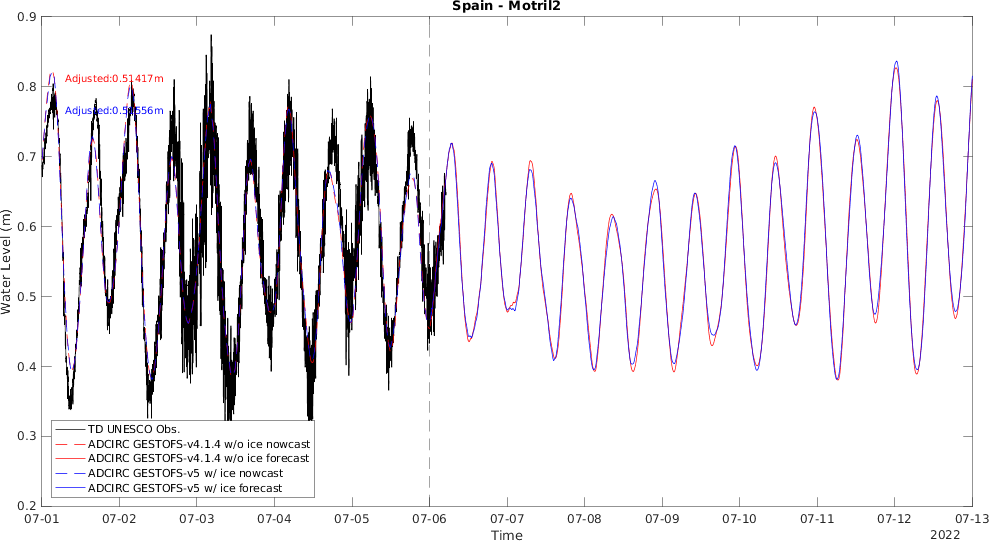 Spain - Motril2
Water Level (m)
0.9
0.8
0.7
0.6
0.5
0.4
0.3
0.2
Adjusted:0.51417m
TD UNESCO Obs.
ADCIRC GESTOFS-v4.1.4 w/o ice nowcast
ADCIRC GESTOFS-v4.1.4 w/o ice forecast
ADCIRC GESTOFS-v5 w/ ice nowcast
ADCIRC GESTOFS-v5 w/ ice forecast
07-01 07-02 07-03 07-04 07-05 07-06 07-07 07-08 07-09 07-10 07-11 07-12 07-13
Time
2022